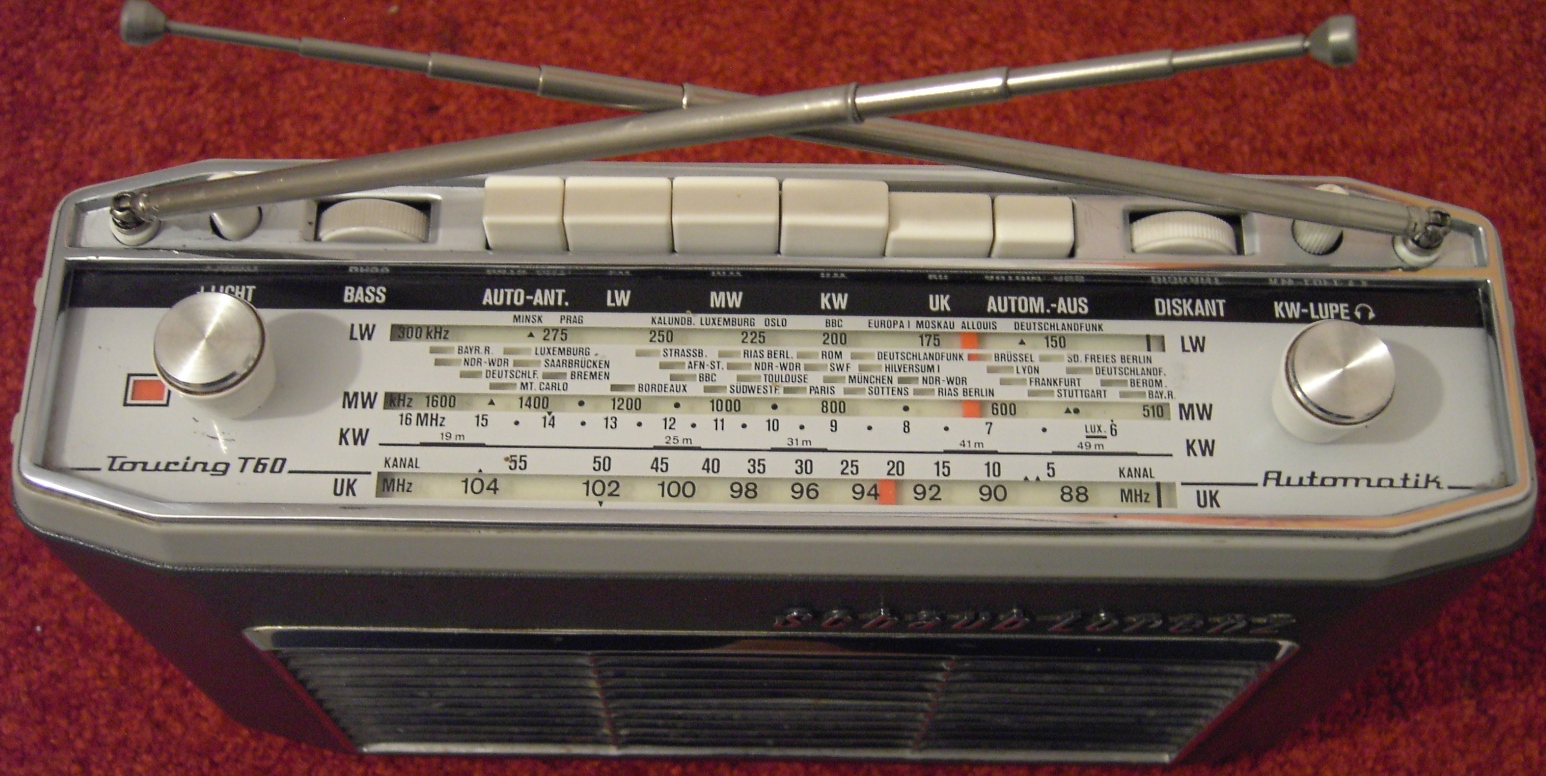 LICHT BASS AUTO-ANT. LW MW KW UK AUTOM.-AUS DISKANT KW-LUPE
MINSK PRAG KALUNDB. LUXEMBURG OSLO BBC EUROPA I MOSKAU ALLOUIS DEUTSCHLANDFUNK
LW 300 kHz 275 250 225 200 175 150 LW
BAYR.R. LUXEMBURG STRASSB. RIAS BERL. ROM DEUTSCHLANDFUNK BRÜSSEL SD. FREIES BERLIN
NDR-WDR SAARBRÜCKEN AFN-ST. NDR-WDR SWF HILVERSUM I LYON DEUTSCHLANDF.
DEUTSCHLF. BREMEN BBC TOULOUSE MÜNCHEN NDR-WDR FRANKFURT BEROM.
MT. CARLO BORDEAUX SÜDWESTF. PARIS SOTTENS RIAS BERLIN STUTTGART BAY.R.
MW kHz 1600 1400 1200 1000 800 600 510 MW
16 MHz 15 14 13 12 11 10 9 8 7 LUX. 6
KW 19 m 25 m 31 m 41 m 49 m KW
Touring T60 Automatik
KANAL 55 50 45 40 35 30 25 20 15 10 5 KANAL
UK MHz 104 102 100 98 96 94 92 90 88 MHz UK
schaub-lorenz